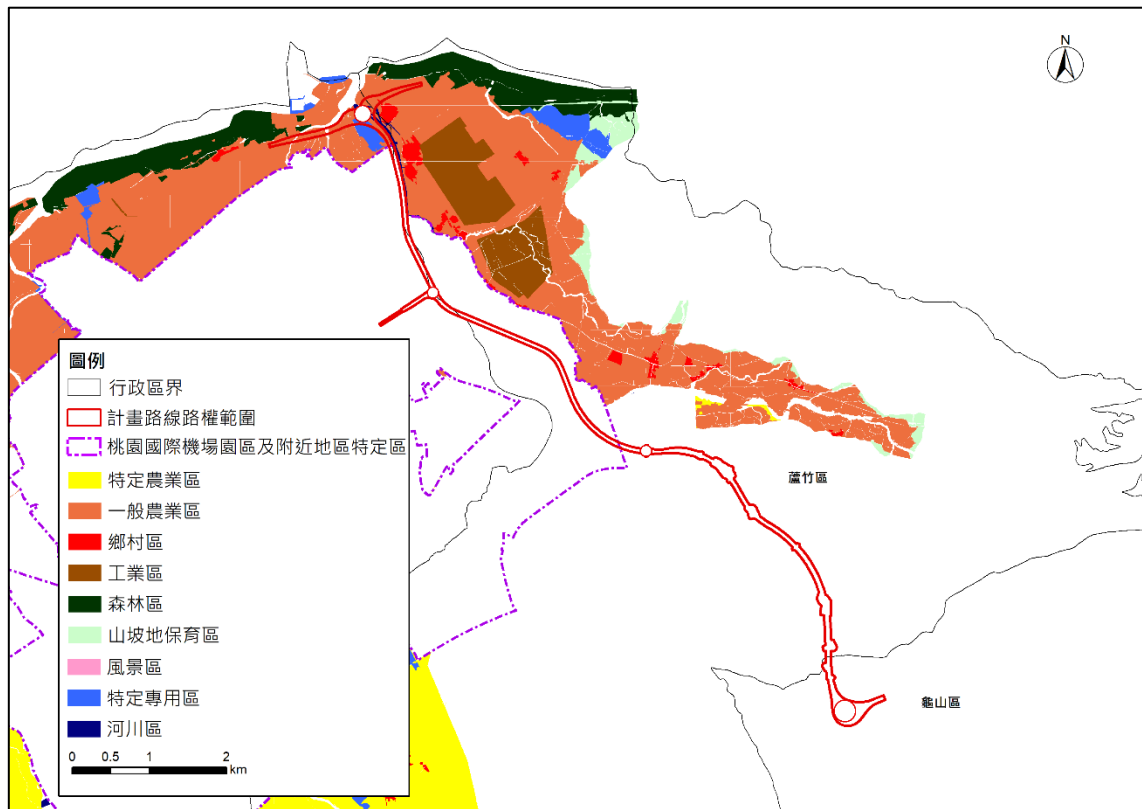 N
圖例
行政區界
計畫路線路權範圍
桃園國際機場園區及附近地區特定區
特定農業區
一般農業區
鄉村區
工業區
森林區
山坡地保育區
風景區
特定專用區
河川區
0 0.5 1 2
km
蘆竹區
龜山區